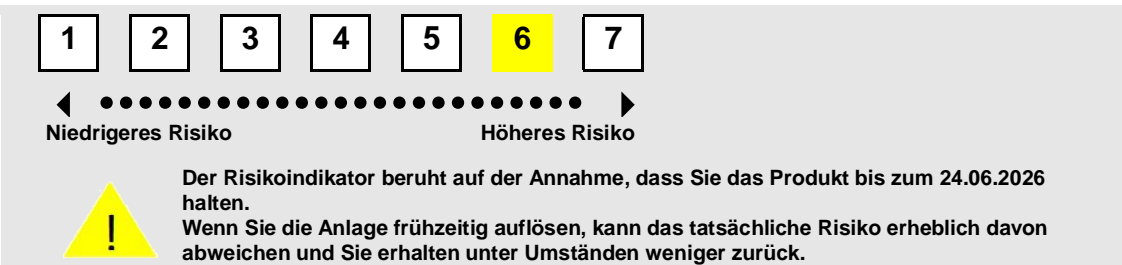 1 2 3 4 5 6 7
Niedrigeres Risiko Höheres Risiko
Der Risikoindikator beruht auf der Annahme, dass Sie das Produkt bis zum 24.06.2026
halten.
!
Wenn Sie die Anlage frühzeitig auflösen, kann das tatsächliche Risiko erheblich davon
abweichen und Sie erhalten unter Umständen weniger zurück.